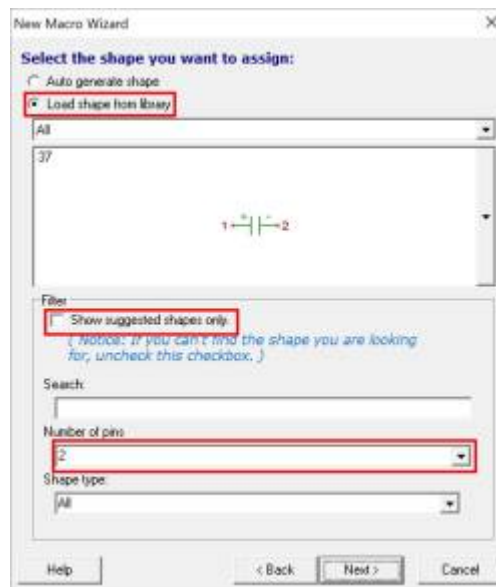 New Macro Wizard
Select the shape you want to assign:
Auto generate shape
Load shape from library
All
37
1 + - 2
Filter
Show suggested shapes only.
( Notice: If you can't find the shape you are looking
for, uncheck this checkbox. )
Search:
Number of pins
2
Shape type:
All
Help
< Back
Next >
Cancel